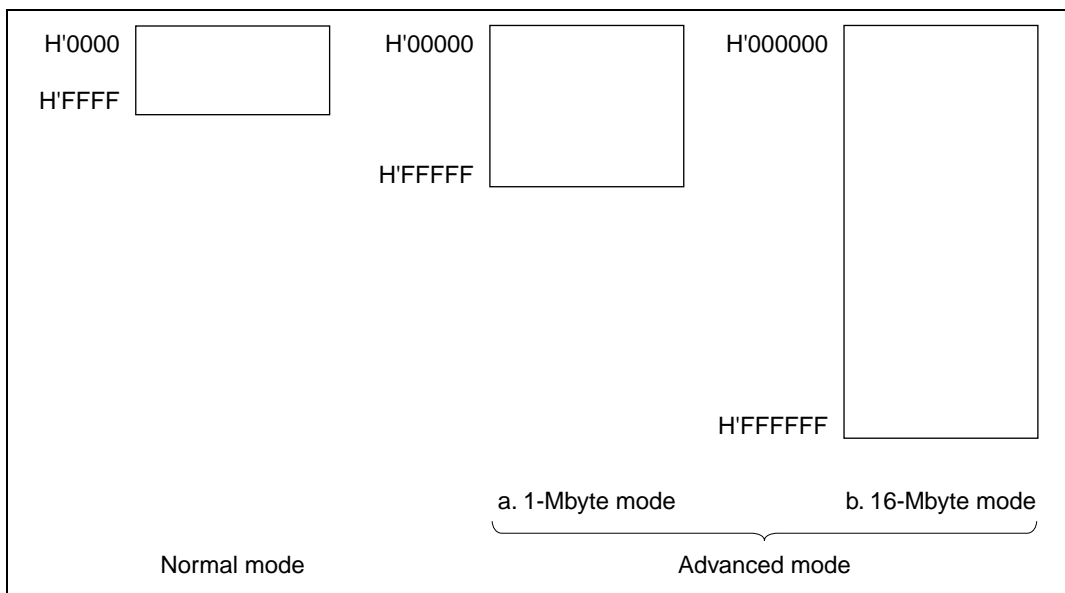 H'0000
H'FFFF
H'00000
H'FFFFF
H'000000
H'FFFFFF
a. 1-Mbyte mode
b. 16-Mbyte mode
Normal mode
Advanced mode